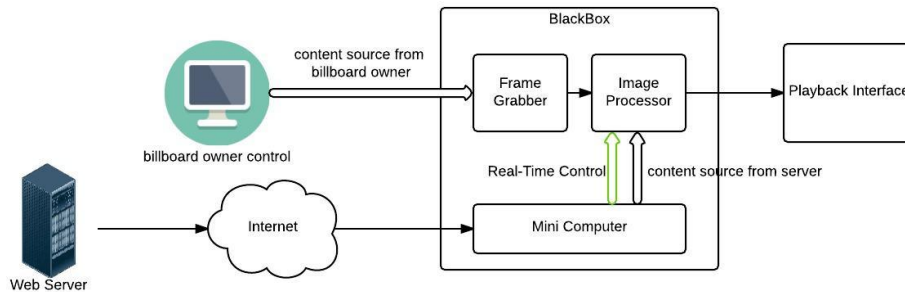 BlackBox
content source from
billboard owner
Frame
Grabber
Image
Processor
Playback Interface
billboard owner control
Real-Time Control
content source from server
Internet
Mini Computer
Web Server